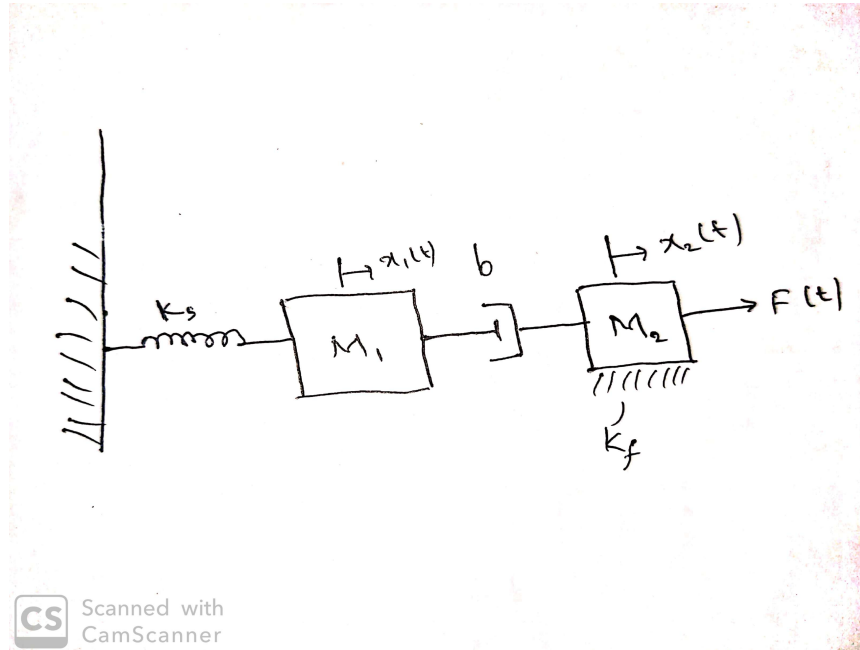 x₁(t)
b
x₂(t)
Ks
M₁
M₂
F(t)
Kf
CS Scanned with
CamScanner